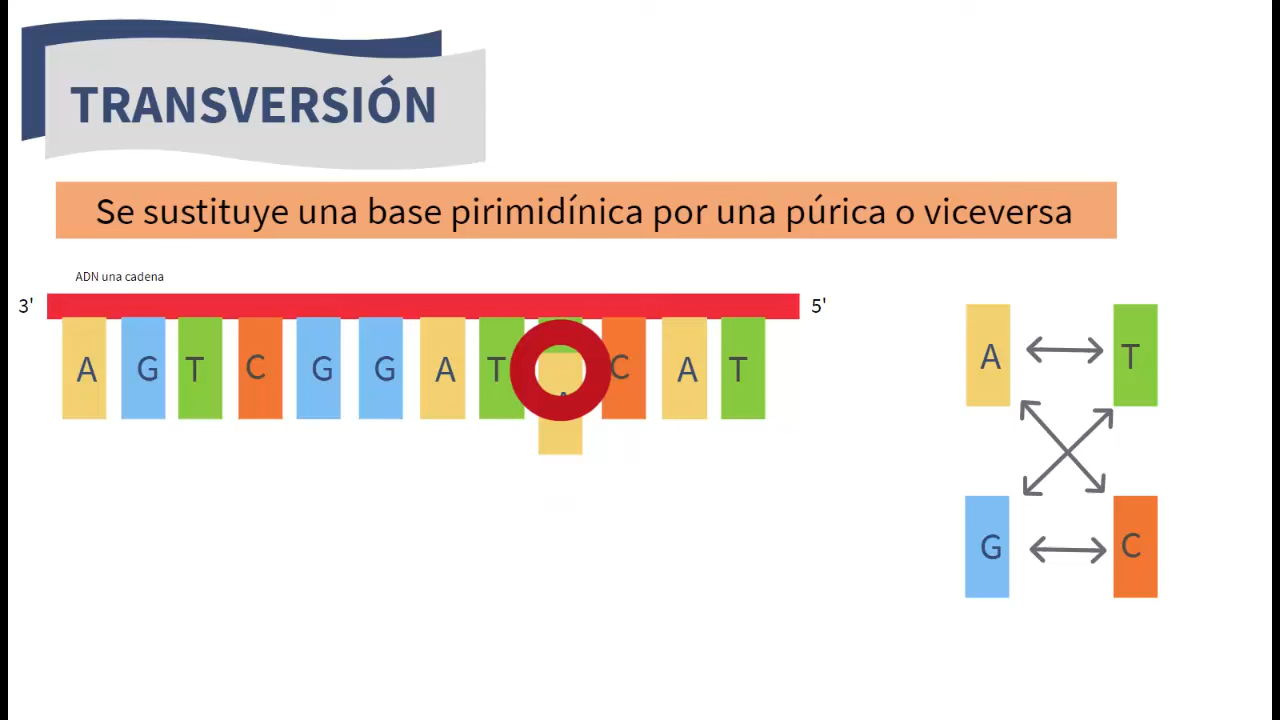 TRANSVERSIÓN
Se sustituye una base pirimidínica por una púrica o viceversa
ADN una cadena
3' 5'
A G T C G G A T C A T
A T
G C